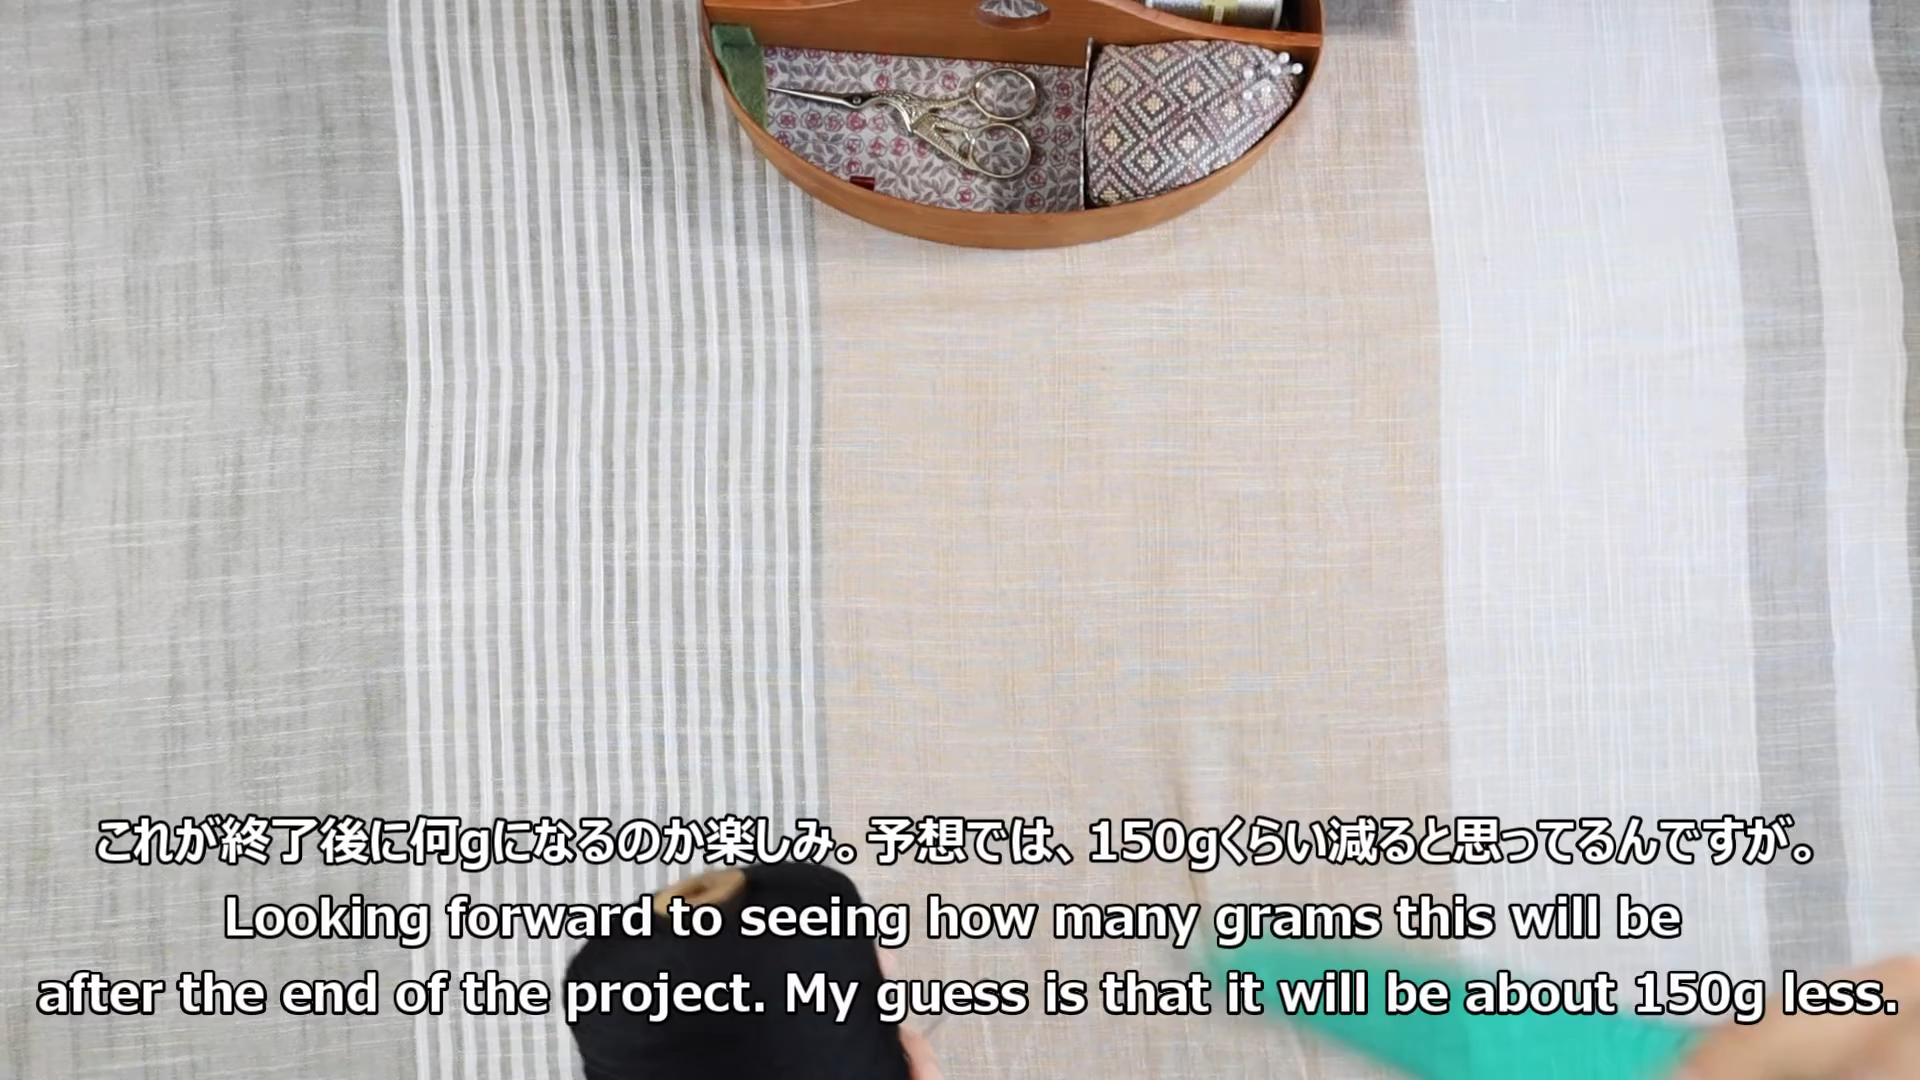 これが終了後に何gになるのか楽しみ。予想では、150gくらい減ると思ってるんですが。
Looking forward to seeing how many grams this will be
after the end of the project. My guess is that it will be about 150g less.